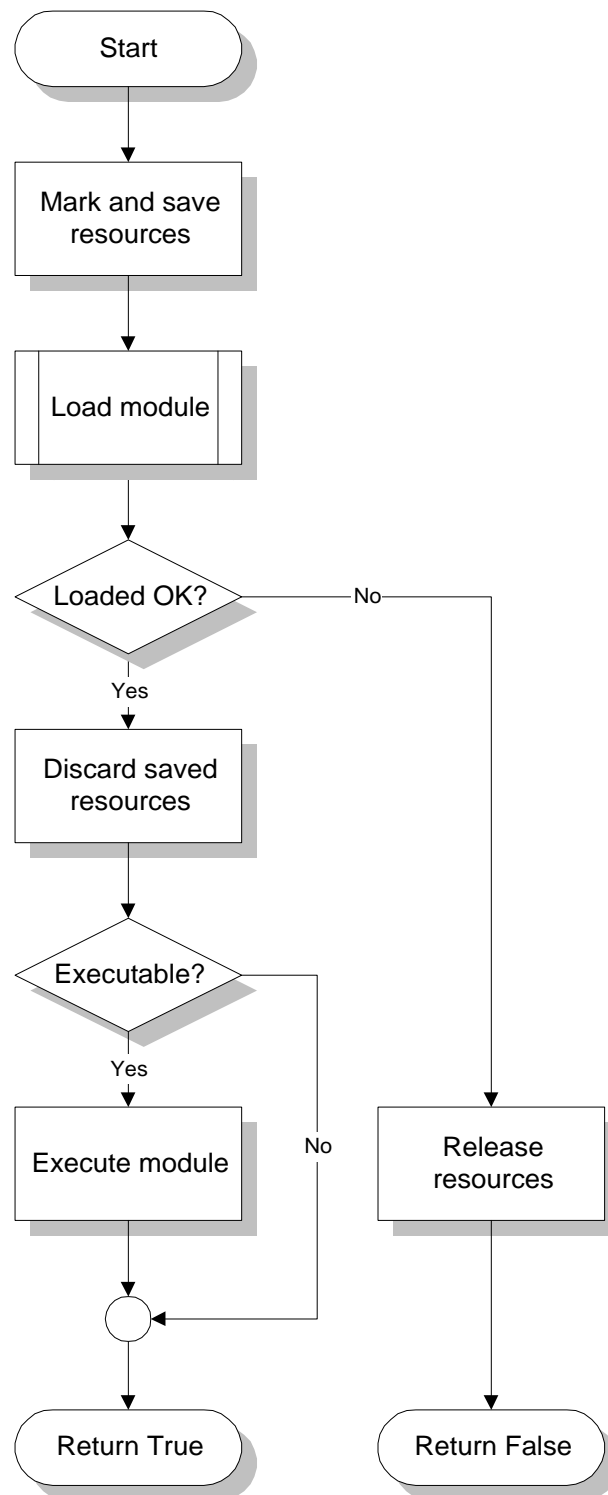 Start
Mark and save
resources
Load module
Loaded OK?
No
Yes
Discard saved
resources
Executable?
Yes
No
Execute module
Release
resources
Return True
Return False